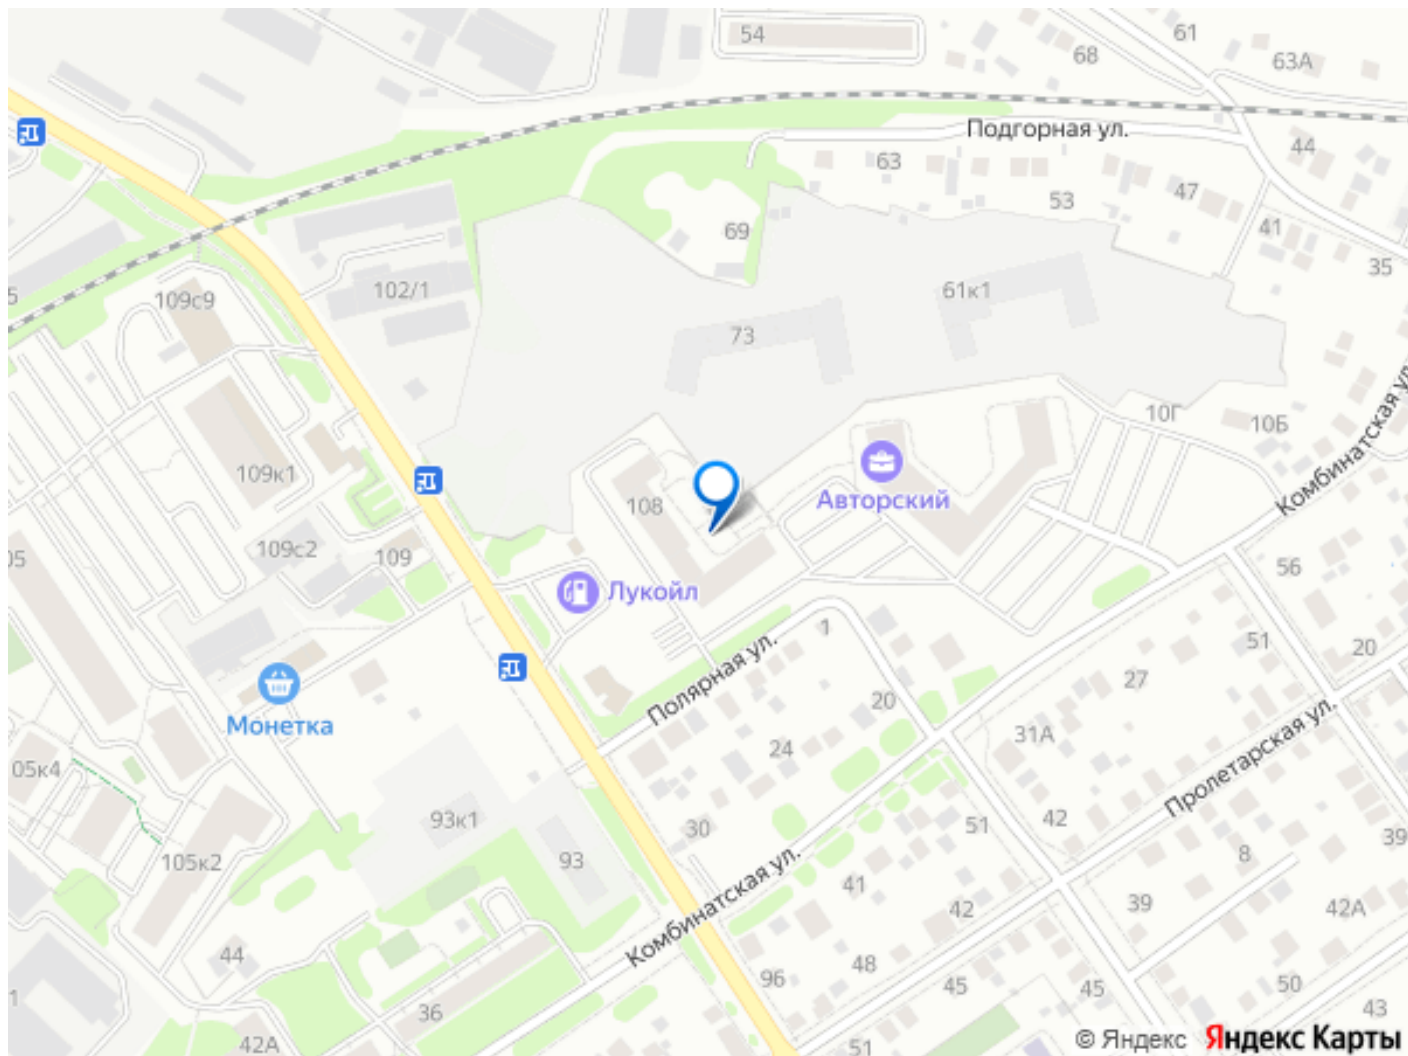 54
61
68
63А
Подгорная ул.
63
44
47
53
41
69
35
5
102/1
61к1
109с9
73
10Г
10Б
Комбинатская ул.
109к1
Авторский
108
109с2
109
05
56
Лукойл
1
51
20
Полярная ул.
27
20
Монетка
31А
24
Пролетарская ул.
05к4
93к1
30
51
42
39
105к2
93
Комбинатская ул.
41
8
42
39
42А
44
48
96
45
45
50
1
36
43
42А
51
© Яндекс Яндекс Карты